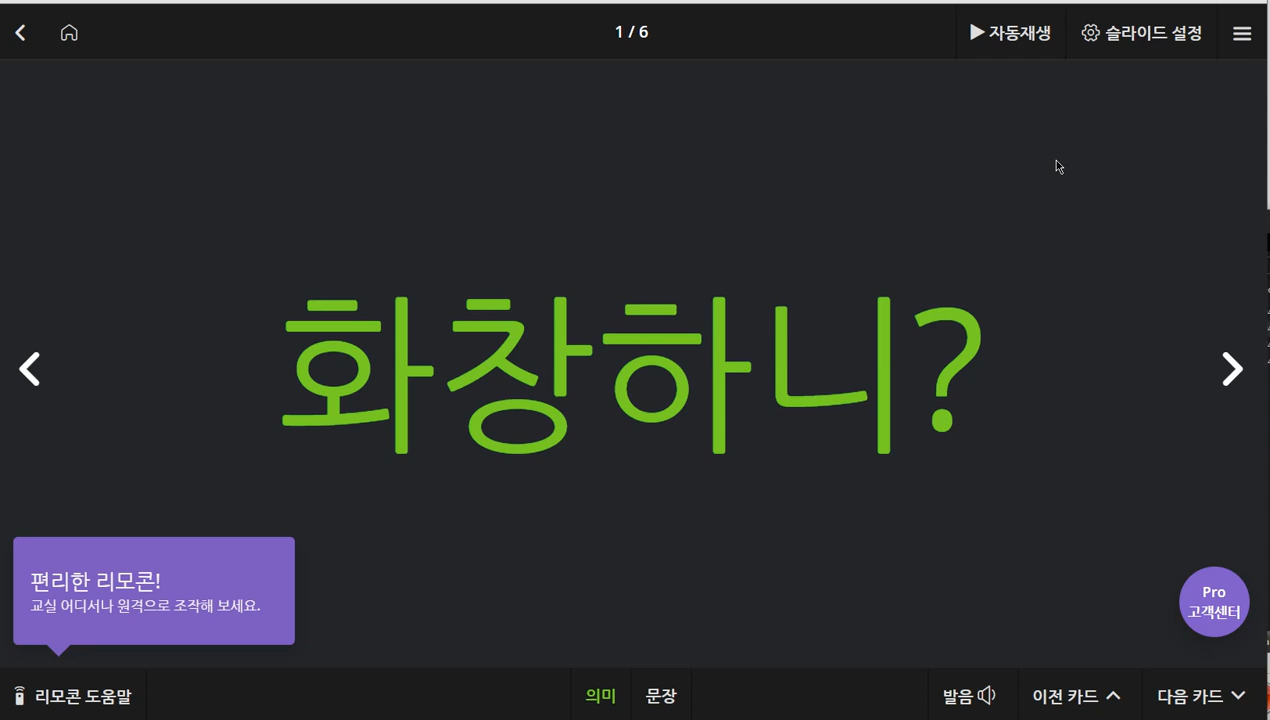 1 / 6
자동재생
슬라이드 설정
화창하니?
편리한 리모콘!
교실 어디서나 원격으로 조작해 보세요.
Pro
고객센터
리모콘 도움말
의미
문장
발음
이전 카드
다음 카드